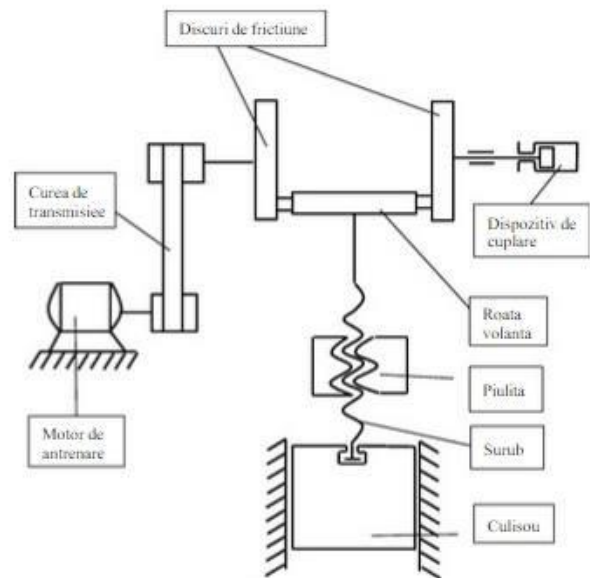 Discuri de frictiune
Curea de
transmisiee
Dispozitiv de
cuplare
Roata
volanta
Piulita
Motor de
antrenare
Surub
Culisou